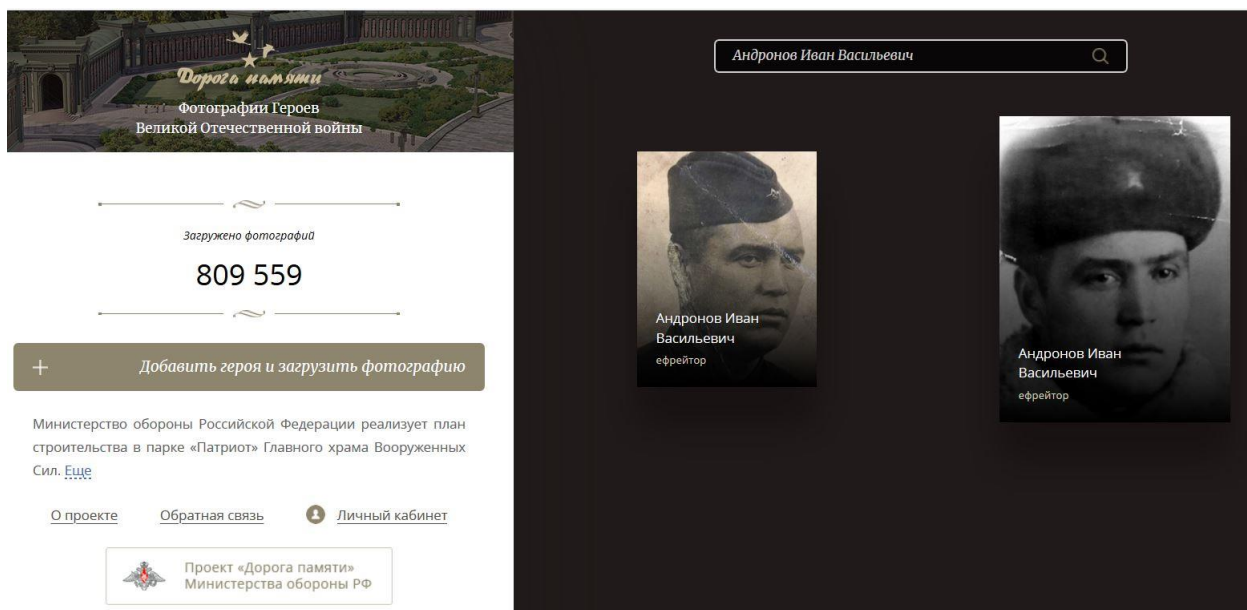 Дорога памяти
Фотографии Героев
Великой Отечественной войны
Загружено фотографий
809 559
+ Добавить героя и загрузить фотографию
Министерство обороны Российской Федерации реализует план
строительства в парке «Патриот» Главного храма Вооруженных
Сил. Еще
О проекте Обратная связь Личный кабинет
Проект «Дорога памяти»
Министерства обороны РФ
Андронов Иван Васильевич
Андронов Иван
Васильевич
ефрейтор
Андронов Иван
Васильевич
ефрейтор